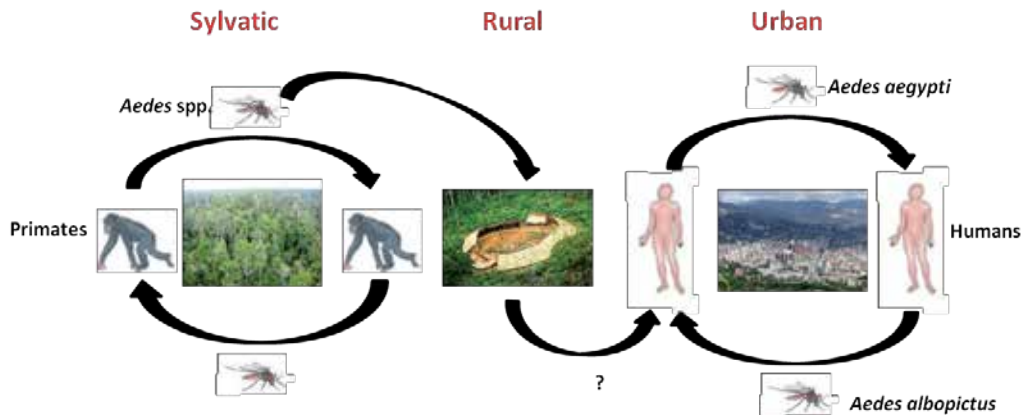 Sylvatic
Rural
Urban
Aedes spp.
Aedes aegypti
Primates
Humans
?
Aedes albopictus